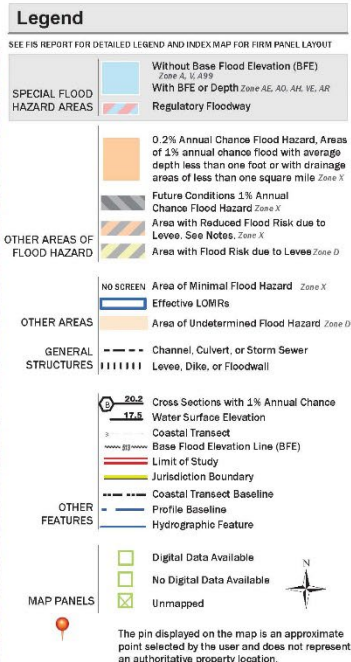 Legend
SEE FIS REPORT FOR DETAILED LEGEND AND INDEX MAP FOR FIRM PANEL LAYOUT
SPECIAL FLOOD
HAZARD AREAS
Without Base Flood Elevation (BFE)
Zone A, V, A99
With BFE or Depth Zone AE, AO, AH, VE, AR
Regulatory Floodway
OTHER AREAS OF
FLOOD HAZARD
0.2% Annual Chance Flood Hazard, Areas
of 1% annual chance flood with average
depth less than one foot or with drainage
areas of less than one square mile Zone X
Future Conditions 1% Annual
Chance Flood Hazard Zone X
Area with Reduced Flood Risk due to
Levee. See Notes. Zone X
Area with Flood Risk due to Levee Zone D
OTHER AREAS
NO SCREEN Area of Minimal Flood Hazard Zone X
Effective LOMRs
Area of Undetermined Flood Hazard Zone D
GENERAL
STRUCTURES
Channel, Culvert, or Storm Sewer
Levee, Dike, or Floodwall
OTHER
FEATURES
B 20.2 Cross Sections with 1% Annual Chance
17.5 Water Surface Elevation
Coastal Transect
Base Flood Elevation Line (BFE)
Limit of Study
Jurisdiction Boundary
Coastal Transect Baseline
Profile Baseline
Hydrographic Feature
MAP PANELS
Digital Data Available
No Digital Data Available
Unmapped
N
The pin displayed on the map is an approximate
point selected by the user and does not represent
an authoritative property location.